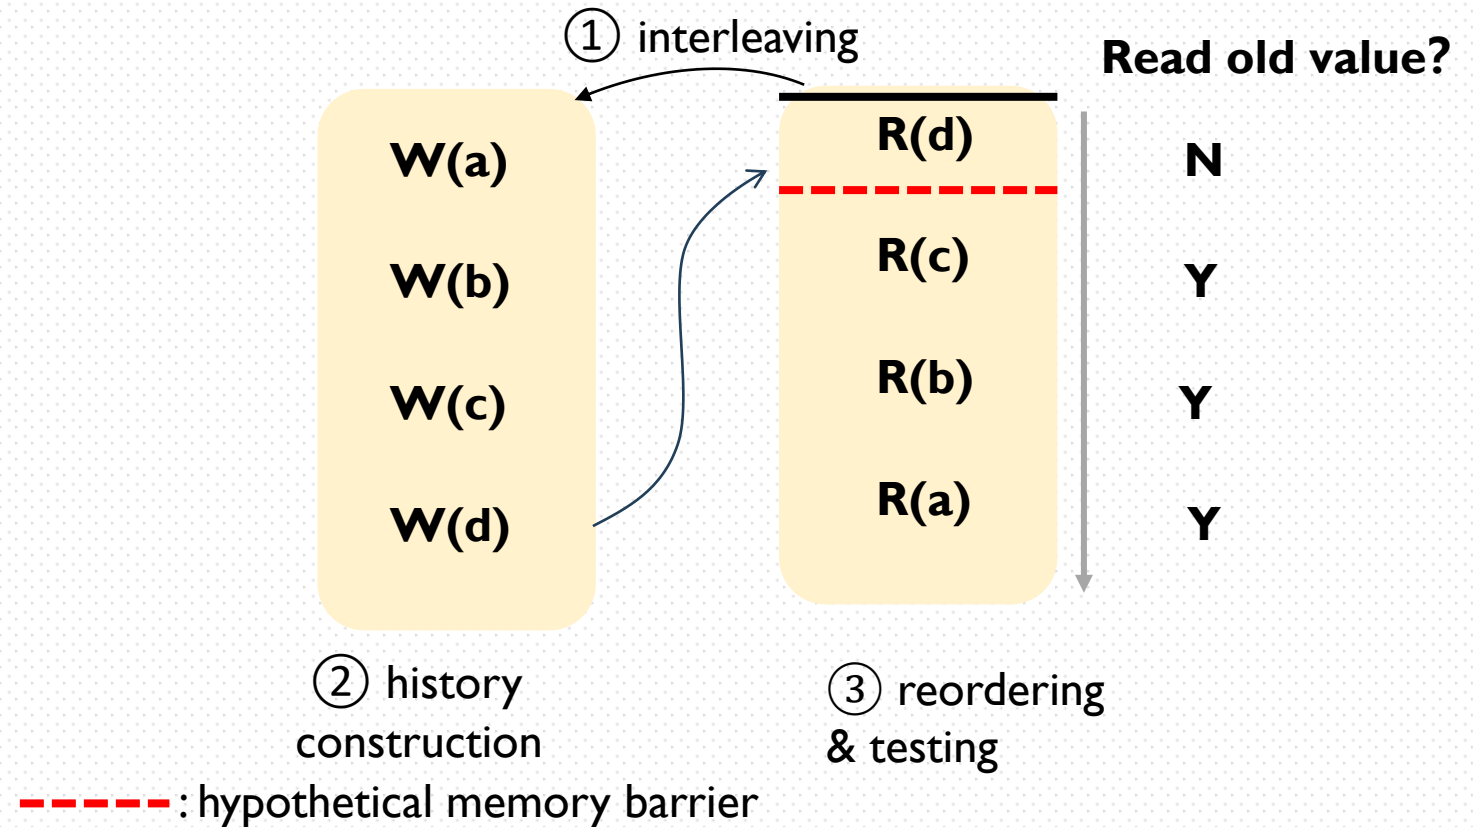 ① interleaving
Read old value?
W(a)
R(d)
N
W(b)
R(c)
Y
W(c)
R(b)
Y
W(d)
R(a)
Y
② history
construction
③ reordering
& testing
: hypothetical memory barrier